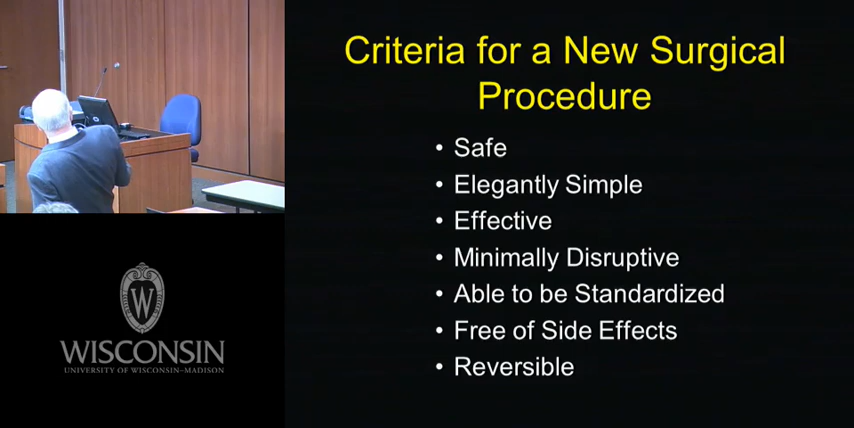 Criteria for a New Surgical
Procedure
• Safe
• Elegantly Simple
• Effective
• Minimally Disruptive
• Able to be Standardized
• Free of Side Effects
• Reversible
W
WISCONSIN
UNIVERSITY OF WISCONSIN–MADISON